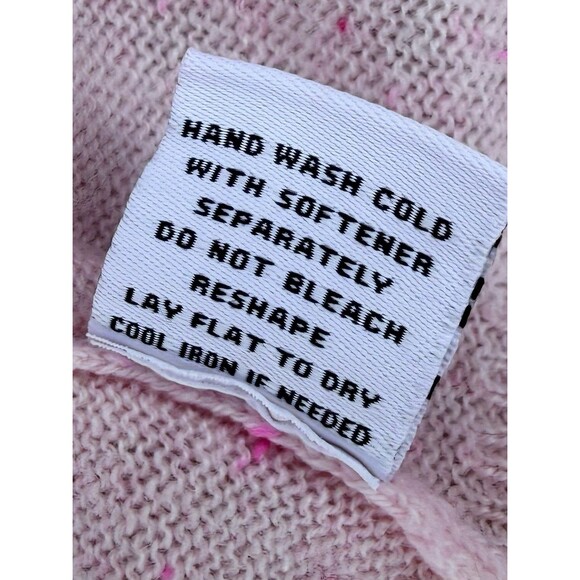 HAND WASH COLD
WITH SOFTENER
SEPARATELY
DO NOT BLEACH
RESHAPE
LAY FLAT TO DRY
COOL IRON IF NEEDED